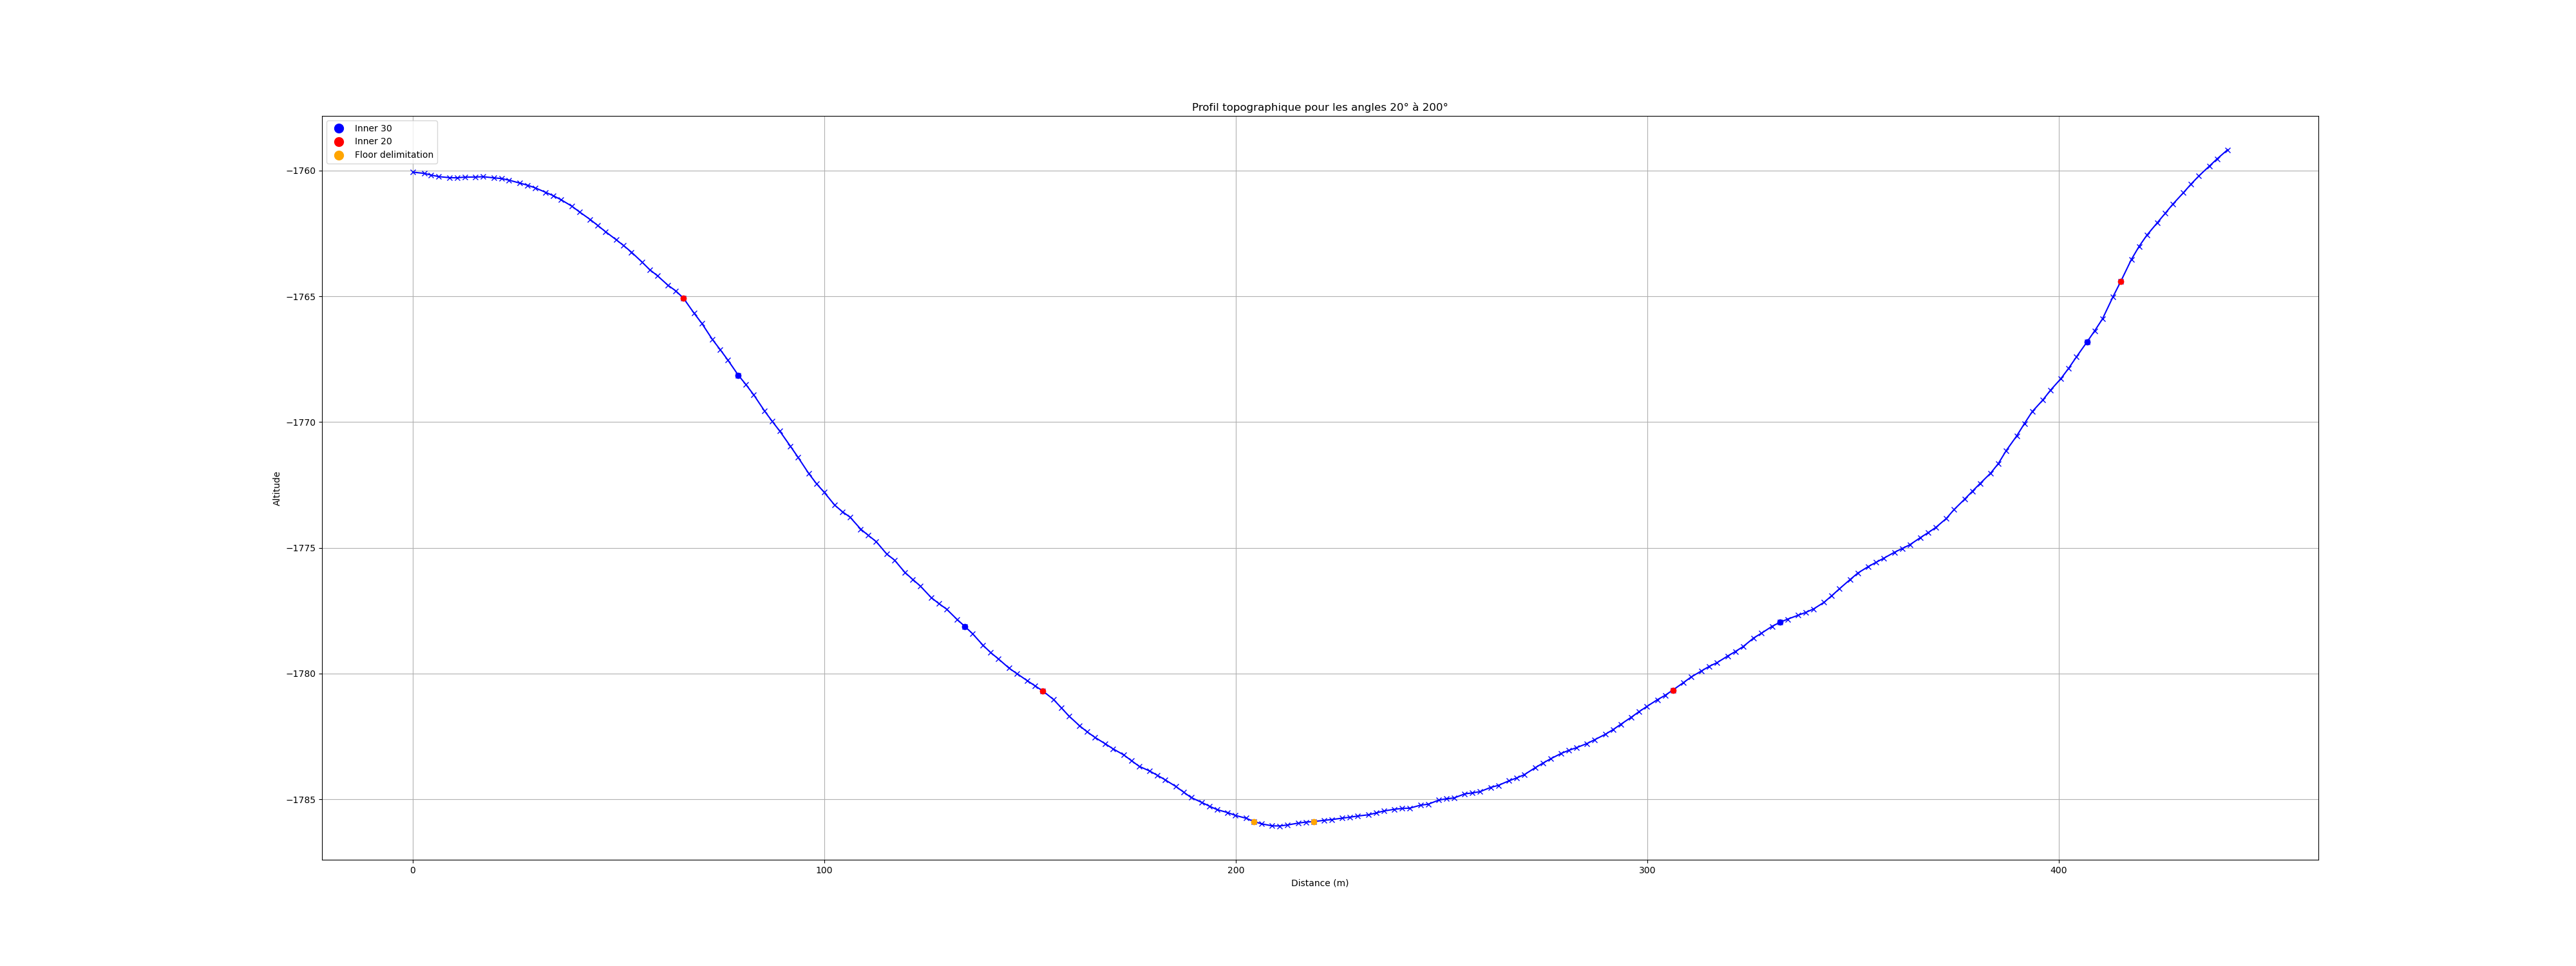 Profil topographique pour les angles 20° à 200°
Inner 30
Inner 20
Floor delimitation
−1760
−1765
−1770
−1775
−1780
−1785
Altitude
0 100 200 300 400
Distance (m)